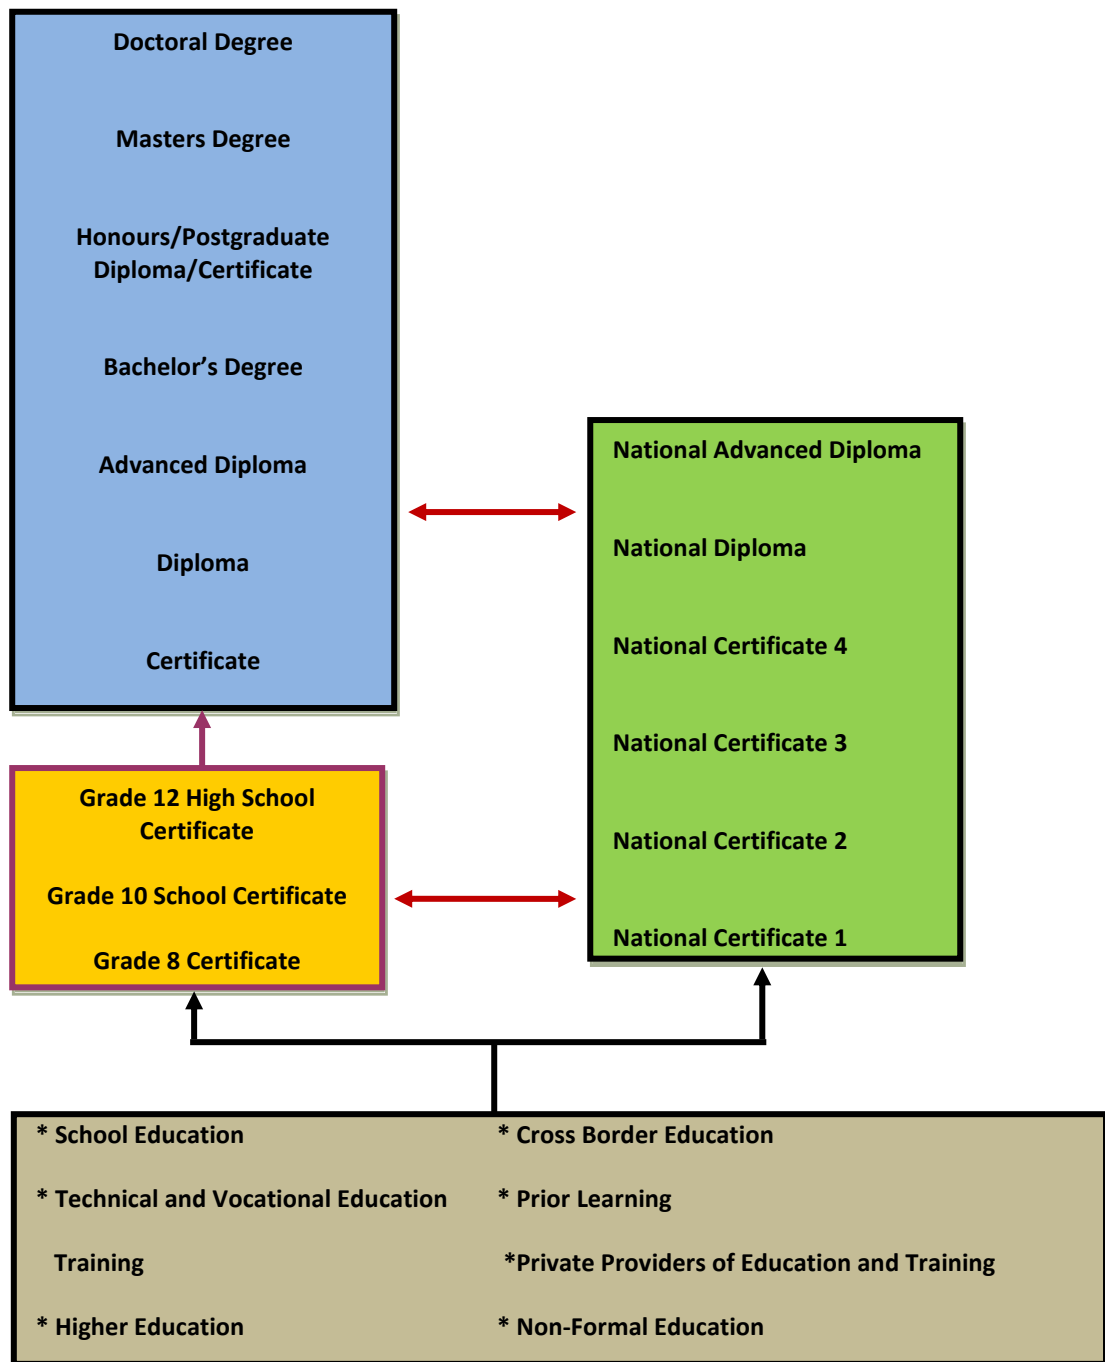 Doctoral Degree
Masters Degree
Honours/Postgraduate
Diploma/Certificate
Bachelor’s Degree
Advanced Diploma
Diploma
Certificate
National Advanced Diploma
National Diploma
National Certificate 4
National Certificate 3
National Certificate 2
National Certificate 1
Grade 12 High School
Certificate
Grade 10 School Certificate
Grade 8 Certificate
* School Education
* Technical and Vocational Education
Training
* Higher Education
* Cross Border Education
* Prior Learning
*Private Providers of Education and Training
* Non-Formal Education